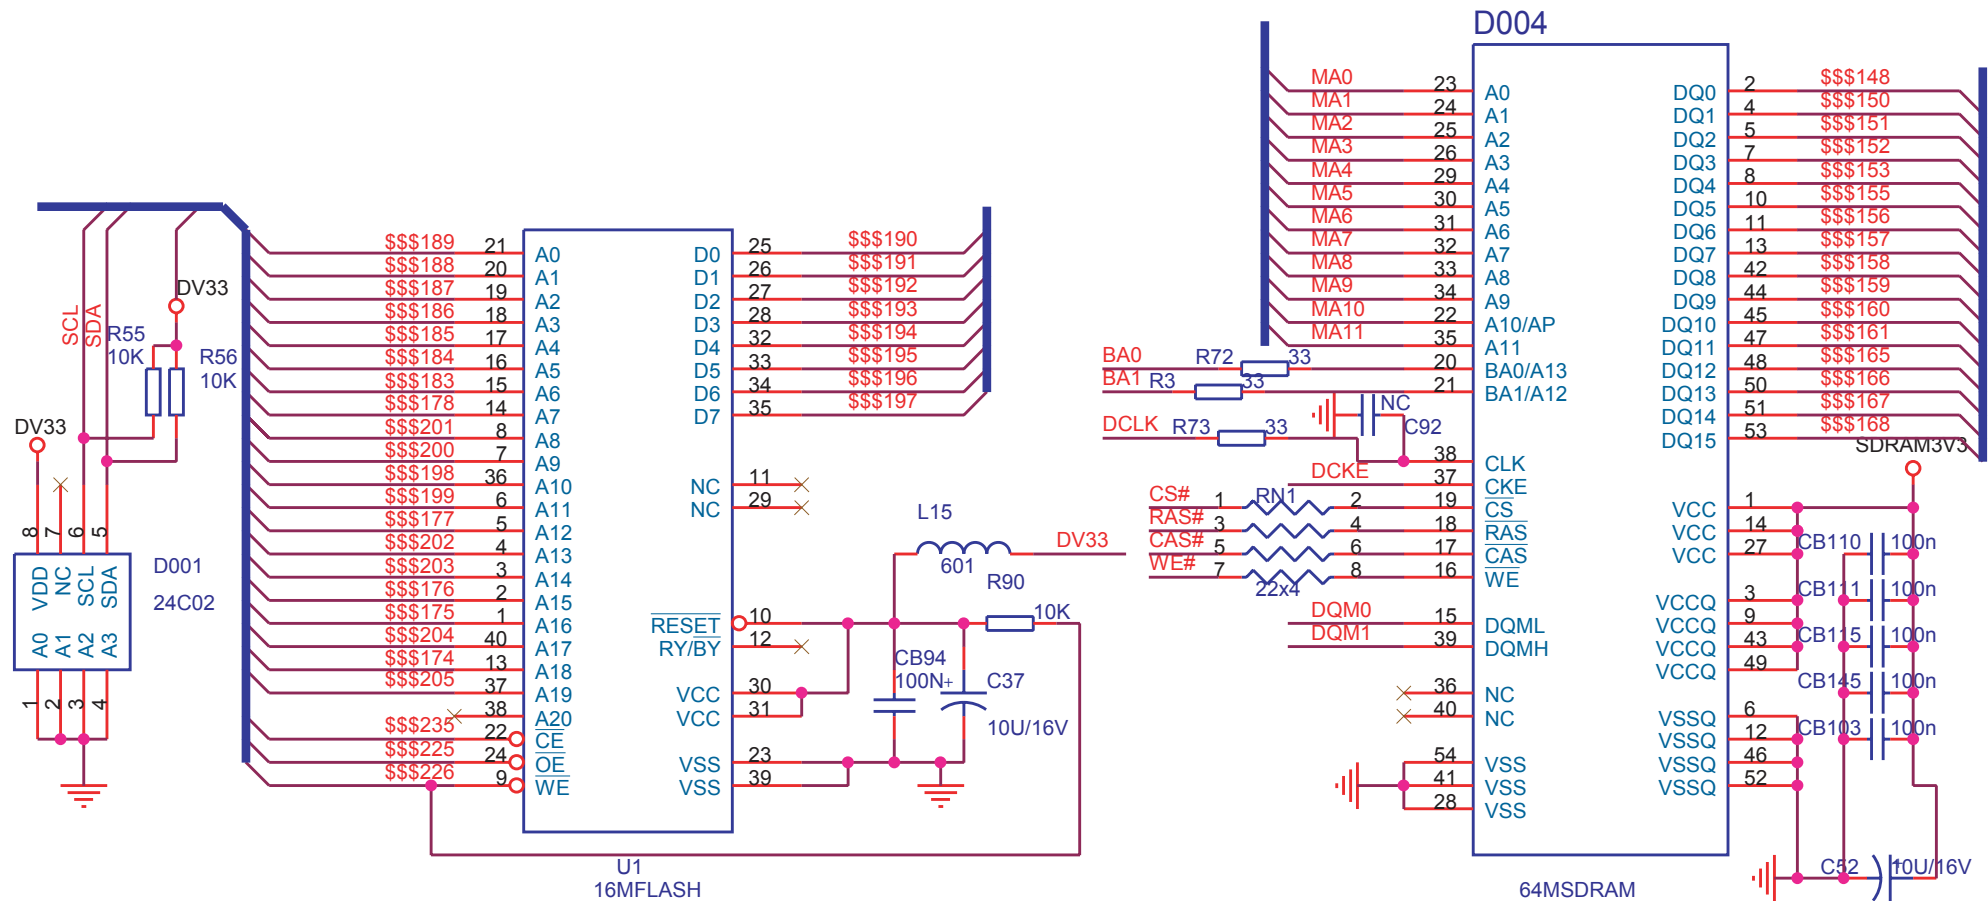 D004
MA0 23 A0 DQ0 2 $$$148
MA1 24 A1 DQ1 4 $$$150
MA2 25 A2 DQ2 5 $$$151
MA3 26 A3 DQ3 7 $$$152
MA4 29 A4 DQ4 8 $$$153
MA5 30 A5 DQ5 10 $$$155
MA6 31 A6 DQ6 11 $$$156
MA7 32 A7 DQ7 13 $$$157
MA8 33 A8 DQ8 42 $$$158
MA9 34 A9 DQ9 44 $$$159
MA10 22 A10/AP DQ10 45 $$$160
MA11 35 A11 DQ11 47 $$$161
BA0 R72 33 20 BA0/A13 DQ12 48 $$$165
BA1 R3 33 21 BA1/A12 DQ13 50 $$$166
NC C92 DQ14 51 $$$167
DQ15 53 $$$168
DCLK R73 33 38 CLK
SDRAM3V3
DCKE 37 CKE
CS# 1 RN1 2 19 CS VCC 1
RAS# 3 4 18 RAS VCC 14
CAS# 5 6 17 CAS VCC 27
WE# 7 8 16 WE
22x4
CB110 100n
VCCQ 3 CB111 100n
DQM0 15 DQML VCCQ 9
DQM1 39 DQMH VCCQ 43 CB115 100n
VCCQ 49
36 NC CB145 100n
40 NC VSSQ 6
VSSQ 12 CB103 100n
54 VSS VSSQ 46
41 VSS VSSQ 52
28 VSS
C52 10U/16V
64MSDRAM
$$$189 21 A0 D0 25 $$$190
$$$188 20 A1 D1 26 $$$191
$$$187 19 A2 D2 27 $$$192
$$$186 18 A3 D3 28 $$$193
$$$185 17 A4 D4 32 $$$194
$$$184 16 A5 D5 33 $$$195
$$$183 15 A6 D6 34 $$$196
$$$178 14 A7 D7 35 $$$197
$$$201 8 A8
$$$200 7 A9
$$$198 36 A10 NC 11
$$$199 6 A11 NC 29
$$$177 5 A12
$$$202 4 A13
$$$203 3 A14
$$$176 2 A15
$$$175 1 A16 RESET 10
$$$204 40 A17 RY/BY 12
$$$174 13 A18
$$$205 37 A19 VCC 30
38 A20 VCC 31
$$$235 22 CE
$$$225 24 OE VSS 23
$$$226 9 WE VSS 39
L15
601
DV33
R90
10K
CB94
100N
+
C37
10U/16V
U1
16MFLASH
DV33
SCL
SDA
R55
10K
R56
10K
DV33
8 7 6 5
VDD NC SCL SDA
D001
24C02
A0 A1 A2 A3
1 2 3 4